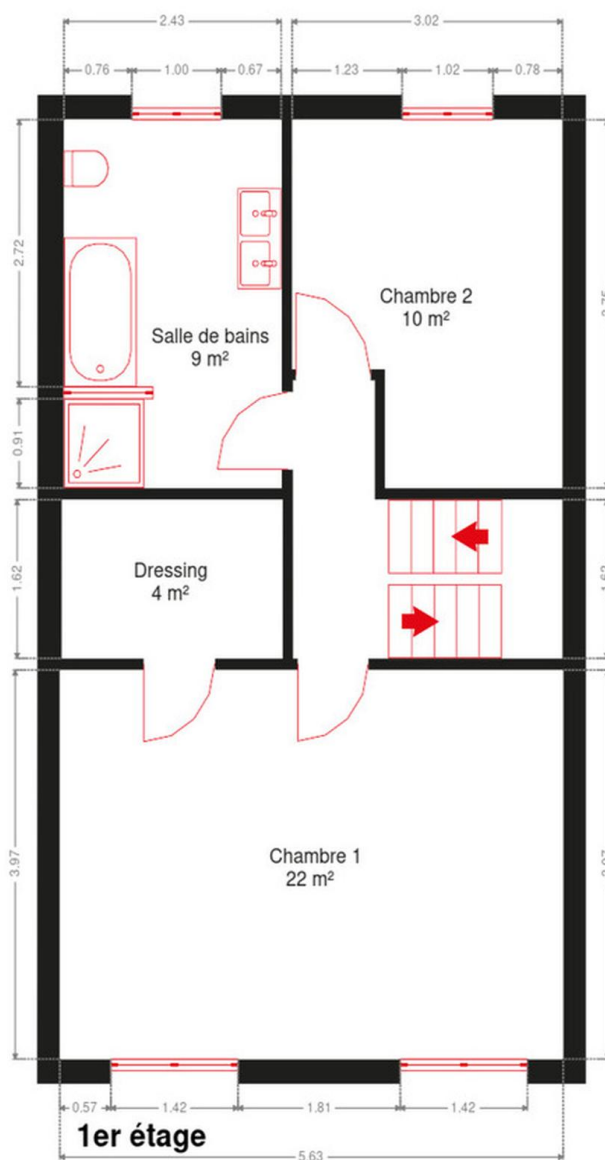 2.43
3.02
0.76
1.00
0.67
1.23
1.02
0.78
2.72
Chambre 2
10 m²
Salle de bains
9 m²
0.91
1.62
Dressing
4 m²
3.97
Chambre 1
22 m²
0.57
1.42
1.81
1.42
1er étage
5.63